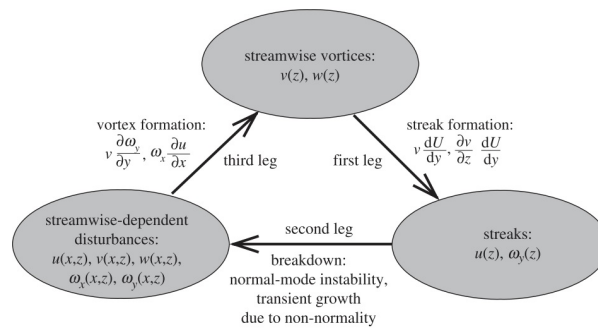 streamwise vortices:
v(z), w(z)
vortex formation:
v ∂ω_y/∂y, ω_x ∂u/∂x
third leg
first leg
streak formation:
v dU/dy, ∂v/∂z dU/dy
streamwise-dependent
disturbances:
u(x,z), v(x,z), w(x,z),
ω_x(x,z), ω_y(x,z)
second leg
breakdown:
normal-mode instability,
transient growth
due to non-normality
streaks:
u(z), ω_y(z)